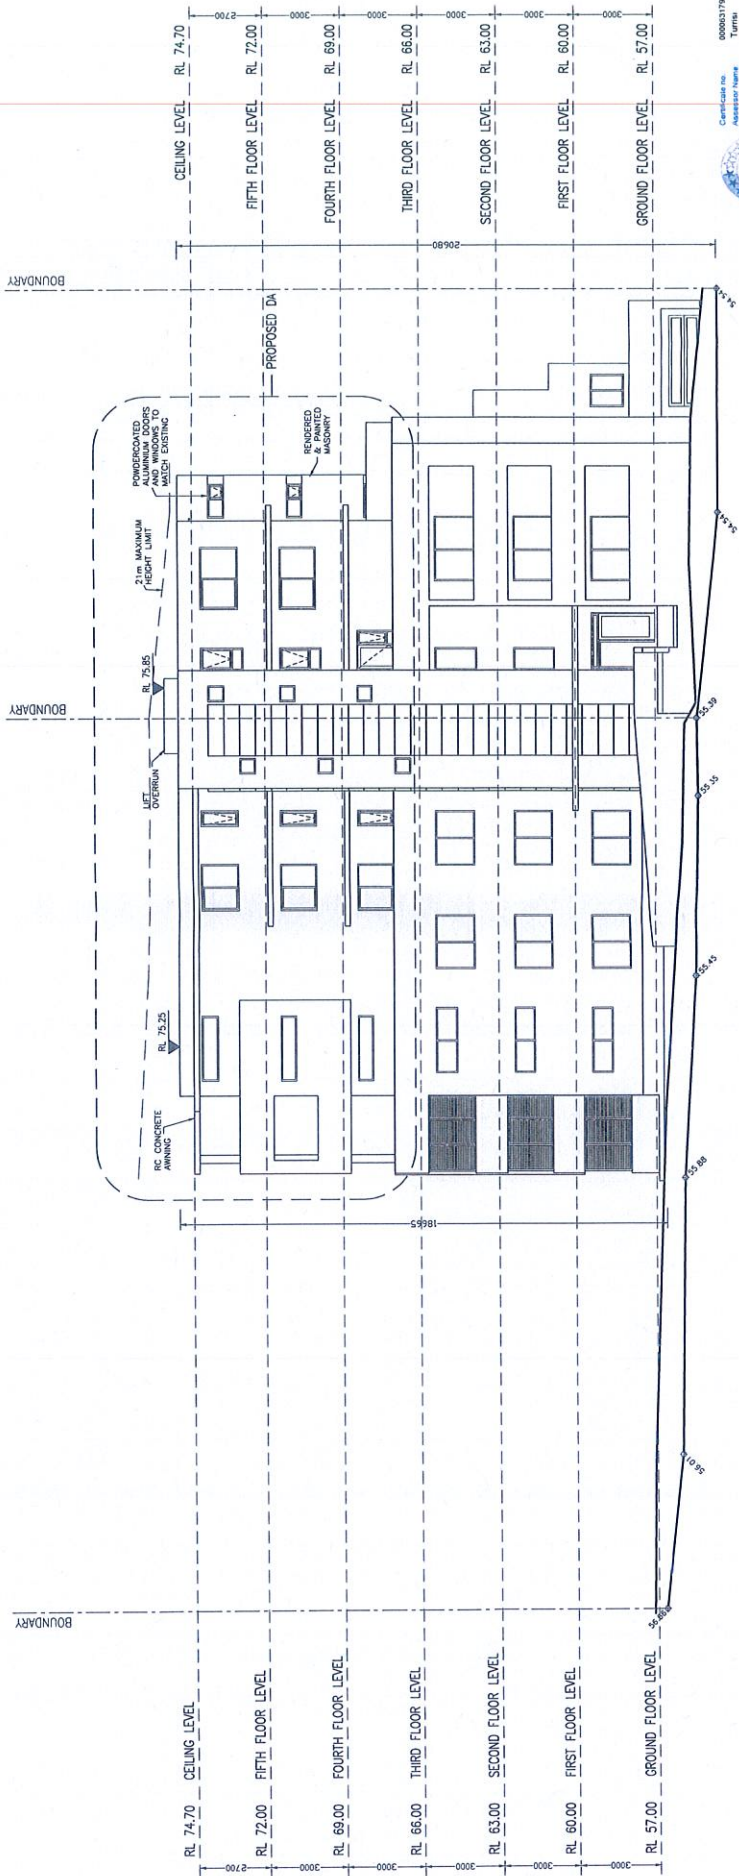 BOUNDARY
BOUNDARY
BOUNDARY
RL 74.70 CEILING LEVEL
RL 72.00 FIFTH FLOOR LEVEL
RL 69.00 FOURTH FLOOR LEVEL
RL 66.00 THIRD FLOOR LEVEL
RL 63.00 SECOND FLOOR LEVEL
RL 60.00 FIRST FLOOR LEVEL
RL 57.00 GROUND FLOOR LEVEL
2700
3000
3000
3000
3000
3000
RC CONCRETE
AWNING
RL 75.25
LIFT
OVERRUN
RL 75.85
21m MAXIMUM
HEIGHT LIMIT
POWDERCOATED
ALUMINIUM DOORS
AND WINDOWS TO
MATCH EXISTING
RENDERED
& PAINTED
MASONRY
PROPOSED DA
18665
20680
56.01
55.88
55.45
55.35
55.39
54.54
54.54
CEILING LEVEL RL 74.70
FIFTH FLOOR LEVEL RL 72.00
FOURTH FLOOR LEVEL RL 69.00
THIRD FLOOR LEVEL RL 66.00
SECOND FLOOR LEVEL RL 63.00
FIRST FLOOR LEVEL RL 60.00
GROUND FLOOR LEVEL RL 57.00
2700
3000
3000
3000
3000
3000
Certificate no.
Assessor Name